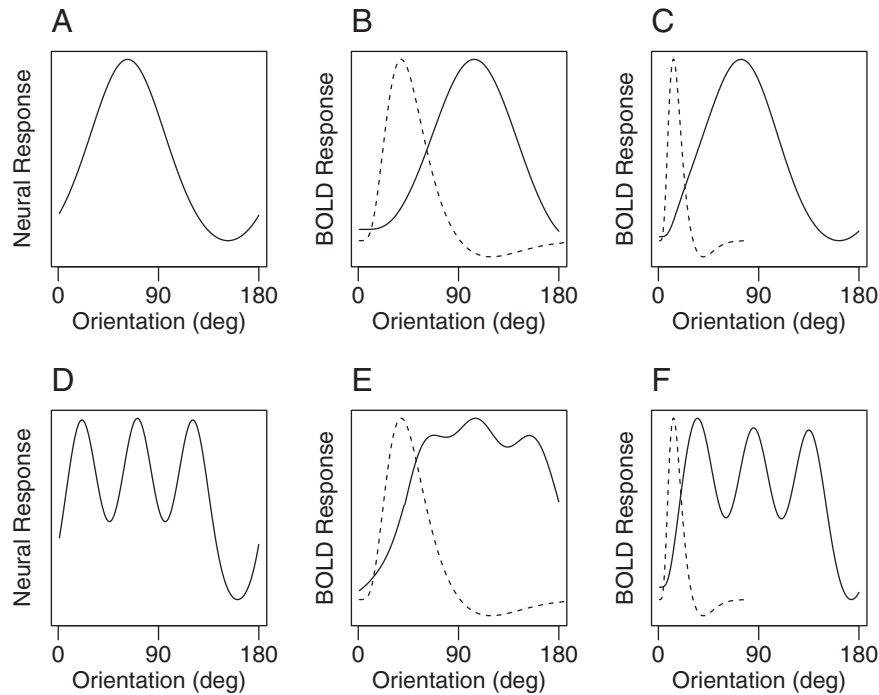 A
Neural Response
0 90 180
Orientation (deg)
B
BOLD Response
0 90 180
Orientation (deg)
C
BOLD Response
0 90 180
Orientation (deg)
D
Neural Response
0 90 180
Orientation (deg)
E
BOLD Response
0 90 180
Orientation (deg)
F
BOLD Response
0 90 180
Orientation (deg)